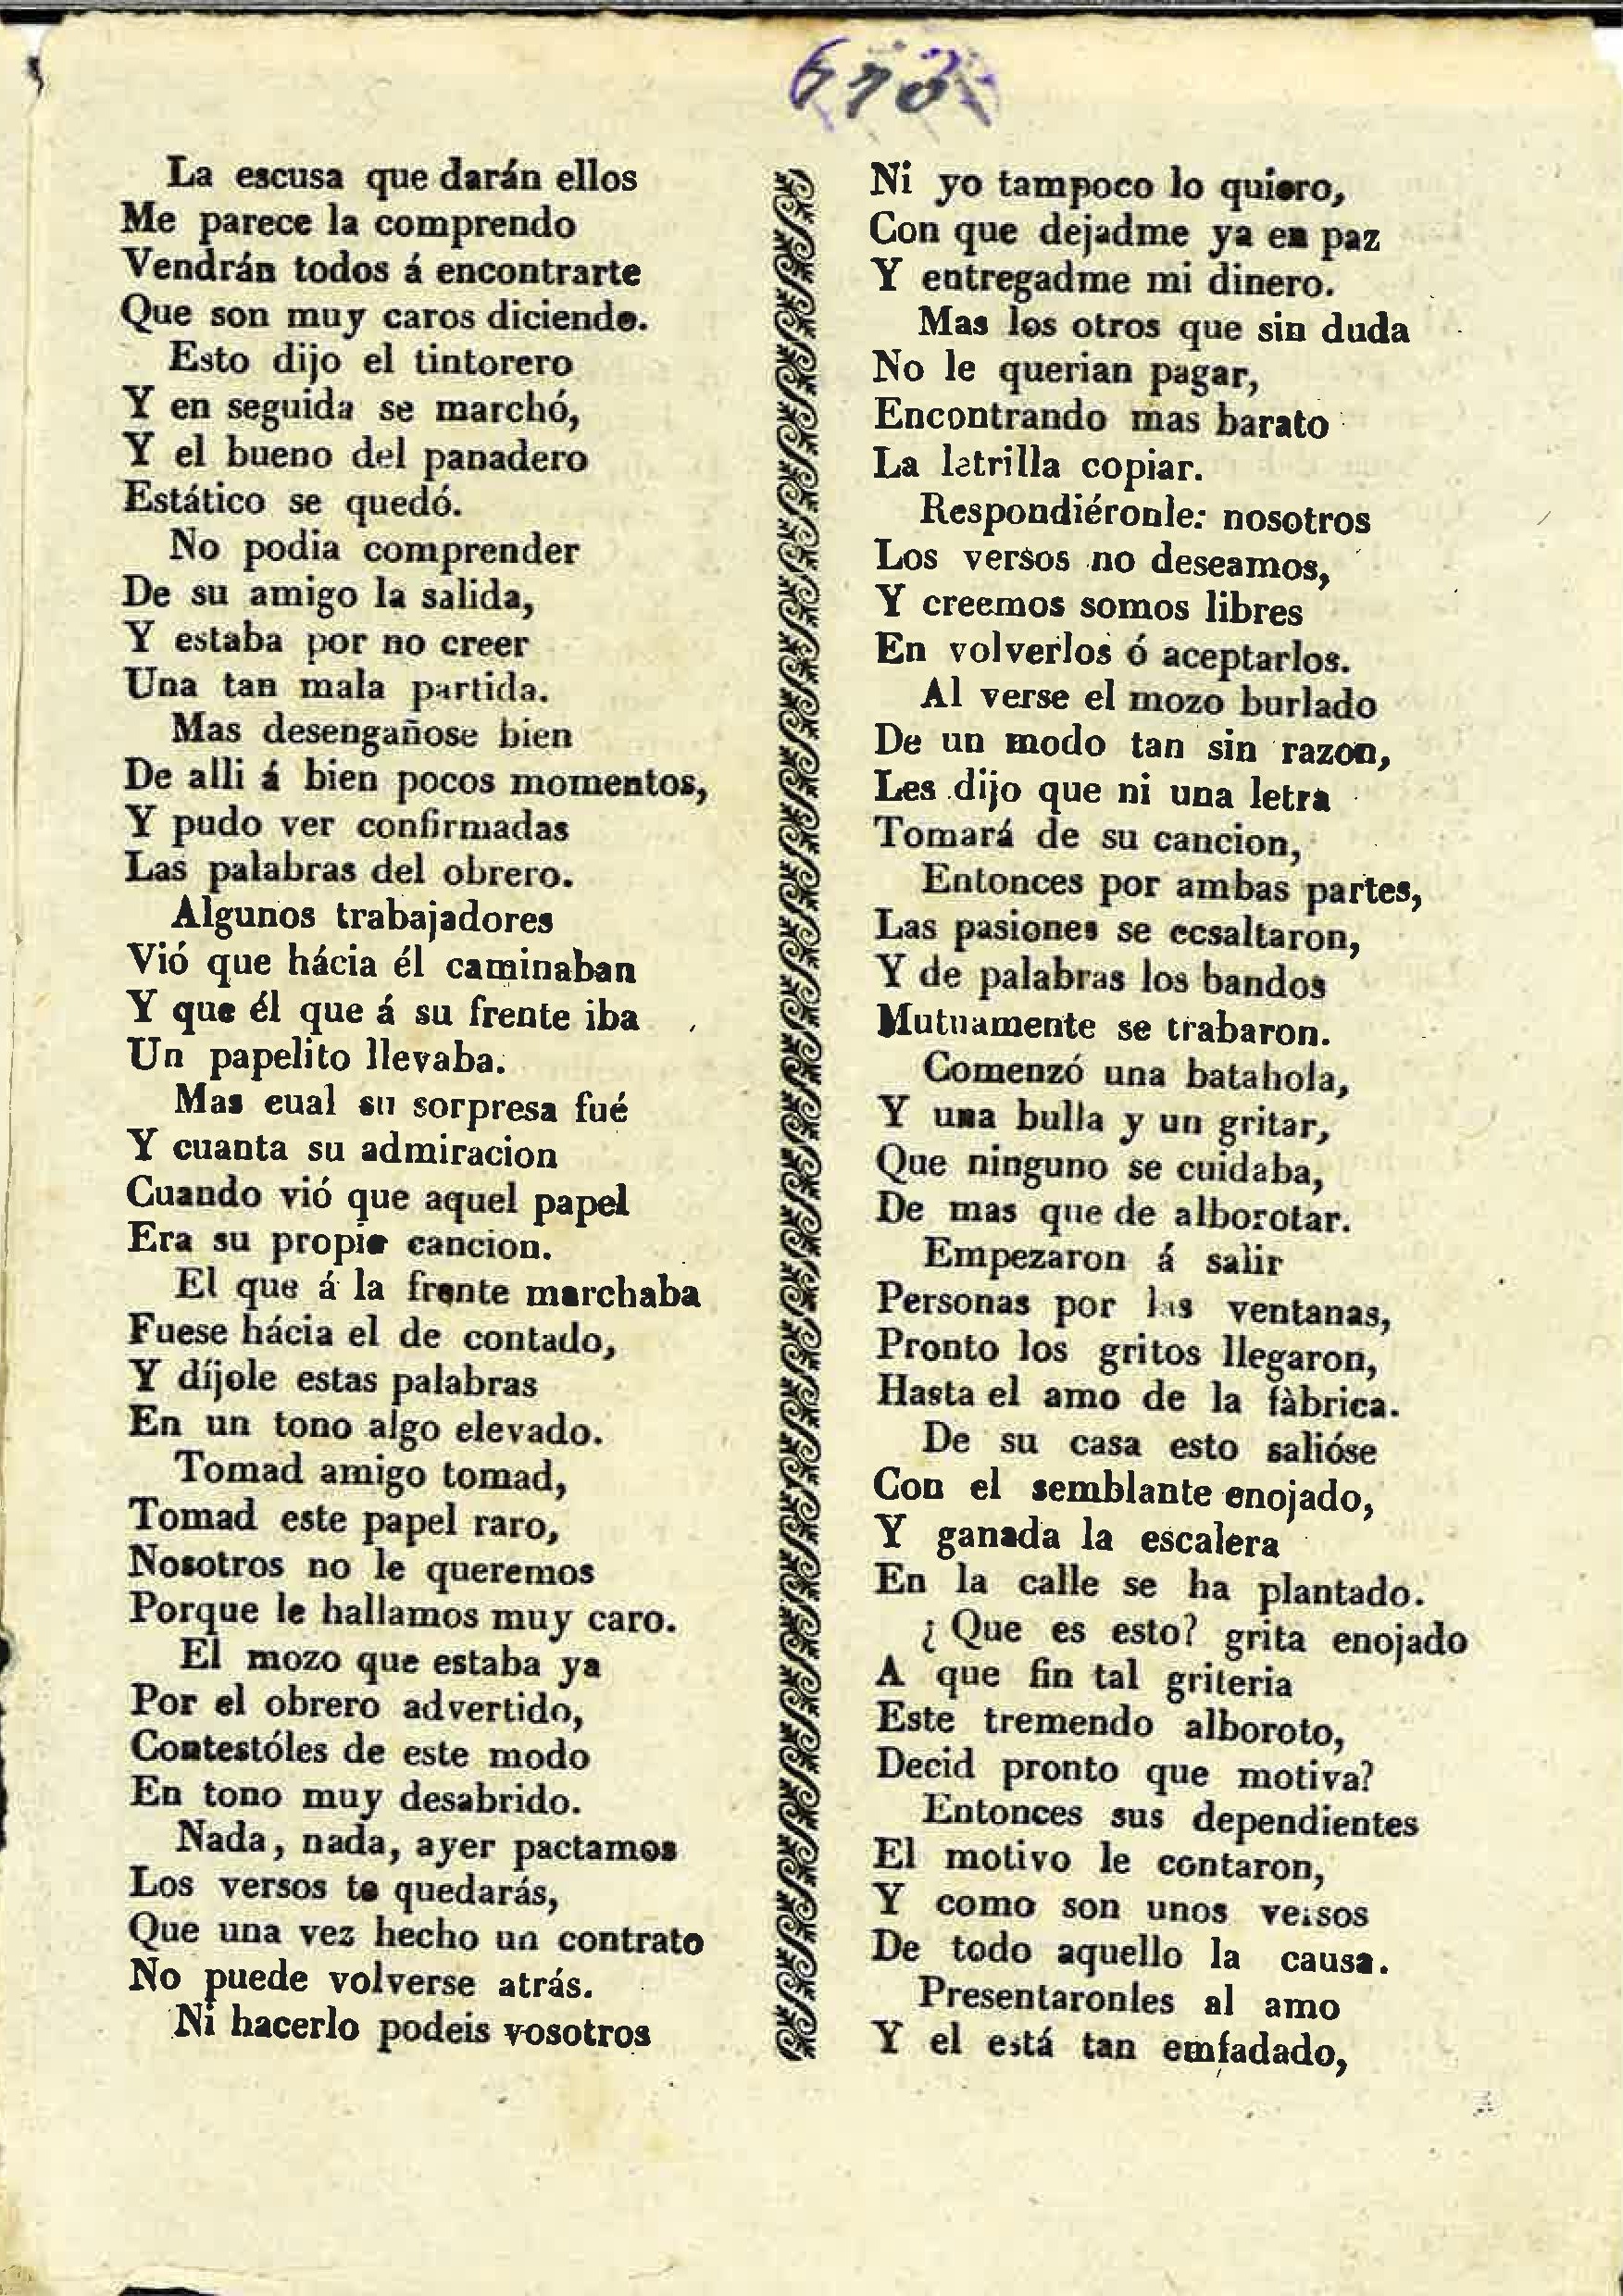 La escusa que darán ellos
Me parece la comprendo
Vendrán todos á encontrarte
Que son muy caros diciendo.
Esto dijo el tintorero
Y en seguida se marchó,
Y el bueno del panadero
Estático se quedó.
No podia comprender
De su amigo la salida,
Y estaba por no creer
Una tan mala partida.
Mas desengañose bien
De alli á bien pocos momentos,
Y pudo ver confirmadas
Las palabras del obrero.
Algunos trabajadores
Vió que hácia él caminaban
Y que él que á su frente iba
Un papelito llevaba.
Mas eual su sorpresa fué
Y cuanta su admiracion
Cuando vió que aquel papel
Era su propia cancion.
El que á la frente marchaba
Fuese hácia el de contado,
Y díjole estas palabras
En un tono algo elevado.
Tomad amigo tomad,
Tomad este papel raro,
Nosotros no le queremos
Porque le hallamos muy caro.
El mozo que estaba ya
Por el obrero advertido,
Contestóles de este modo
En tono muy desabrido.
Nada, nada, ayer pactamos
Los versos te quedarás,
Que una vez hecho un contrato
No puede volverse atrás.
Ni hacerlo podeis vosotros
Ni yo tampoco lo quiero,
Con que dejadme ya en paz
Y entregadme mi dinero.
Mas los otros que sin duda
No le querian pagar,
Encontrando mas barato
La letrilla copiar.
Respondiéronle: nosotros
Los versos no deseamos,
Y creemos somos libres
En volverlos ó aceptarlos.
Al verse el mozo burlado
De un modo tan sin razon,
Les dijo que ni una letra
Tomará de su cancion,
Entonces por ambas partes,
Las pasiones se ecsaltaron,
Y de palabras los bandos
Mutuamente se trabaron.
Comenzó una batahola,
Y una bulla y un gritar,
Que ninguno se cuidaba,
De mas que de alborotar.
Empezaron á salir
Personas por las ventanas,
Pronto los gritos llegaron,
Hasta el amo de la fàbrica.
De su casa esto salióse
Con el semblante enojado,
Y ganada la escalera
En la calle se ha plantado.
¿Que es esto? grita enojado
A que fin tal griteria
Este tremendo alboroto,
Decid pronto que motiva?
Entonces sus dependientes
El motivo le contaron,
Y como son unos versos
De todo aquello la causa.
Presentaronles al amo
Y el está tan emfadado,